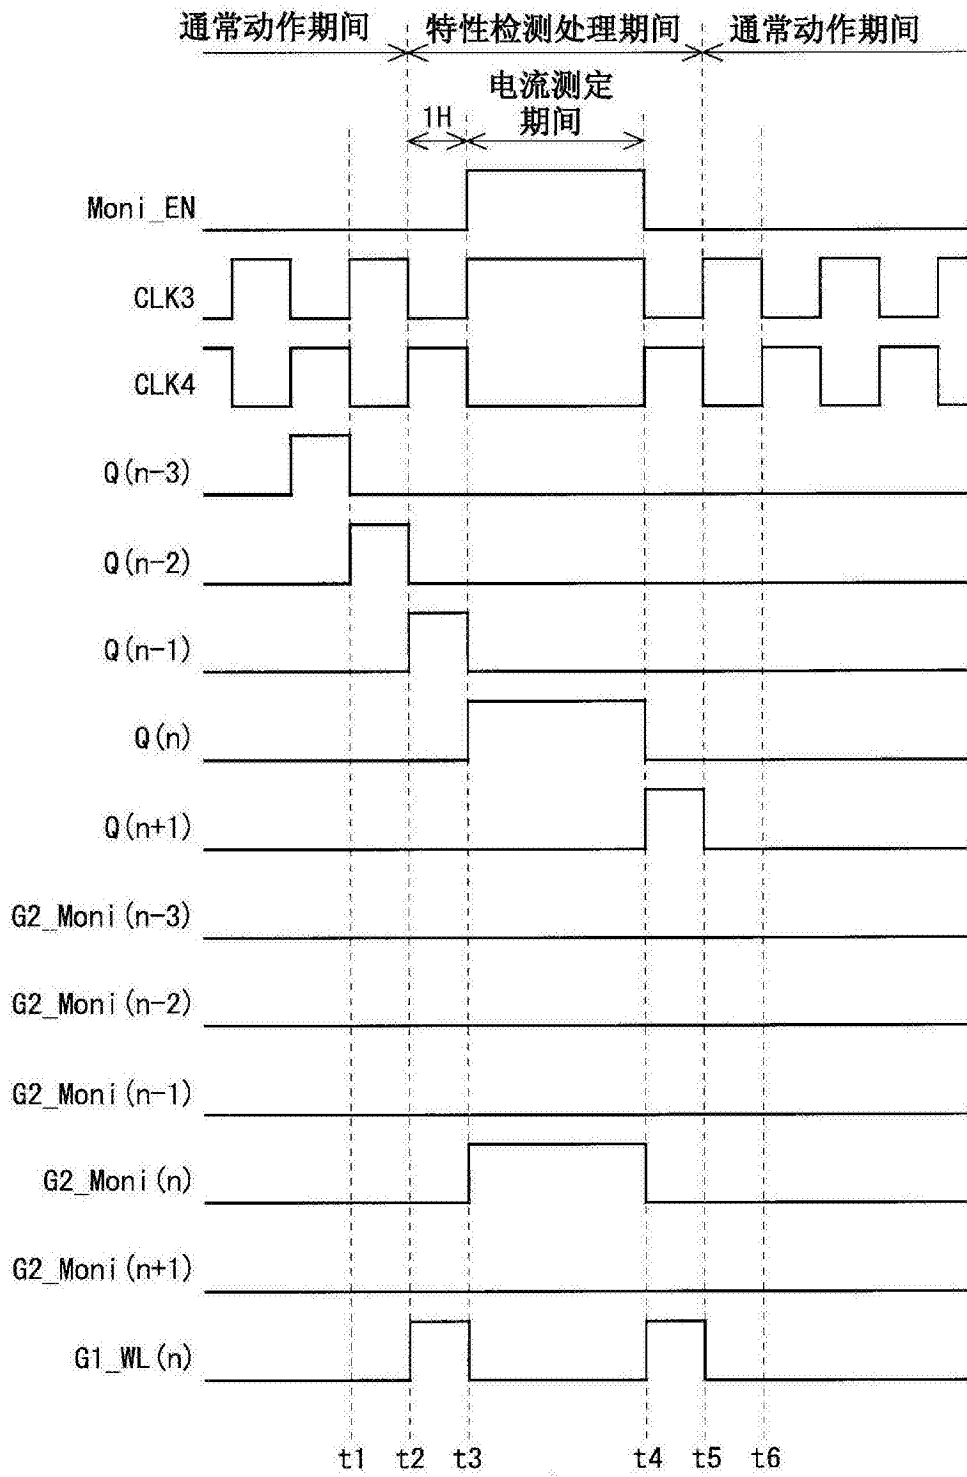 通常动作期间 特性检测处理期间 通常动作期间
电流测定
1H 期间
Moni_EN
CLK3
CLK4
Q(n-3)
Q(n-2)
Q(n-1)
Q(n)
Q(n+1)
G2_Moni(n-3)
G2_Moni(n-2)
G2_Moni(n-1)
G2_Moni(n)
G2_Moni(n+1)
G1_WL(n)
t1 t2 t3 t4 t5 t6